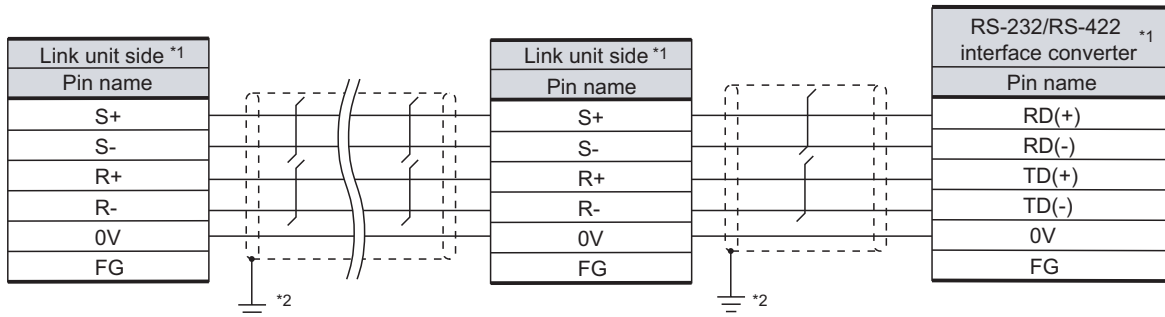 Link unit side *1
Pin name
S+
S-
R+
R-
0V
FG
*2
Link unit side *1
Pin name
S+
S-
R+
R-
0V
FG
*2
RS-232/RS-422 *1
interface converter
Pin name
RD(+)
RD(-)
TD(+)
TD(-)
0V
FG